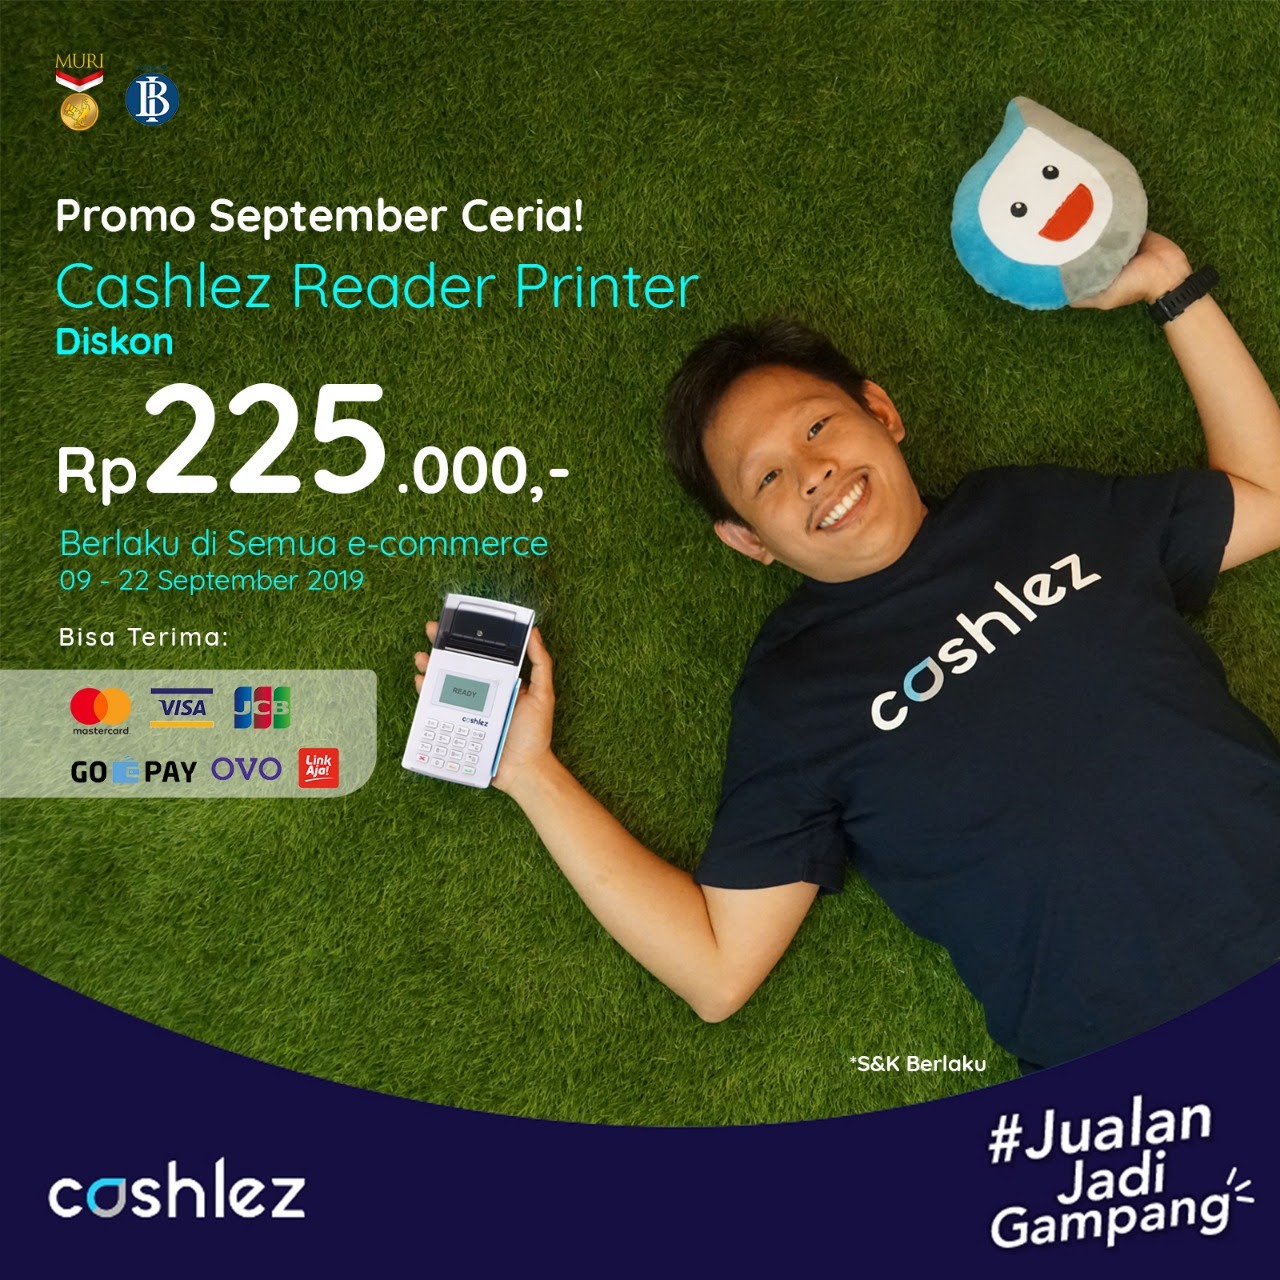 MURI
BI
Promo September Ceria!
Cashlez Reader Printer
Diskon
Rp225.000,-
Berlaku di Semua e-commerce
09 - 22 September 2019
Bisa Terima:
mastercard VISA JCB
GO PAY OVO Link Aja!
READY
cashlez
cashlez
*S&K Berlaku
#Jualan
Jadi
Gampang
cashlez